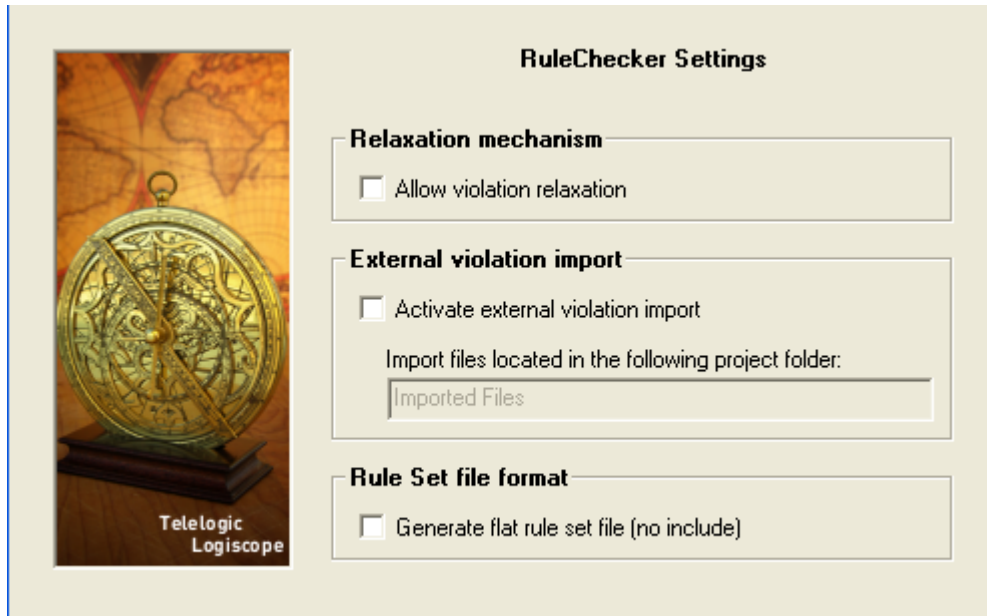 RuleChecker Settings
Relaxation mechanism
Allow violation relaxation
External violation import
Activate external violation import
Import files located in the following project folder:
Imported Files
Rule Set file format
Generate flat rule set file (no include)
Telelogic
Logiscope